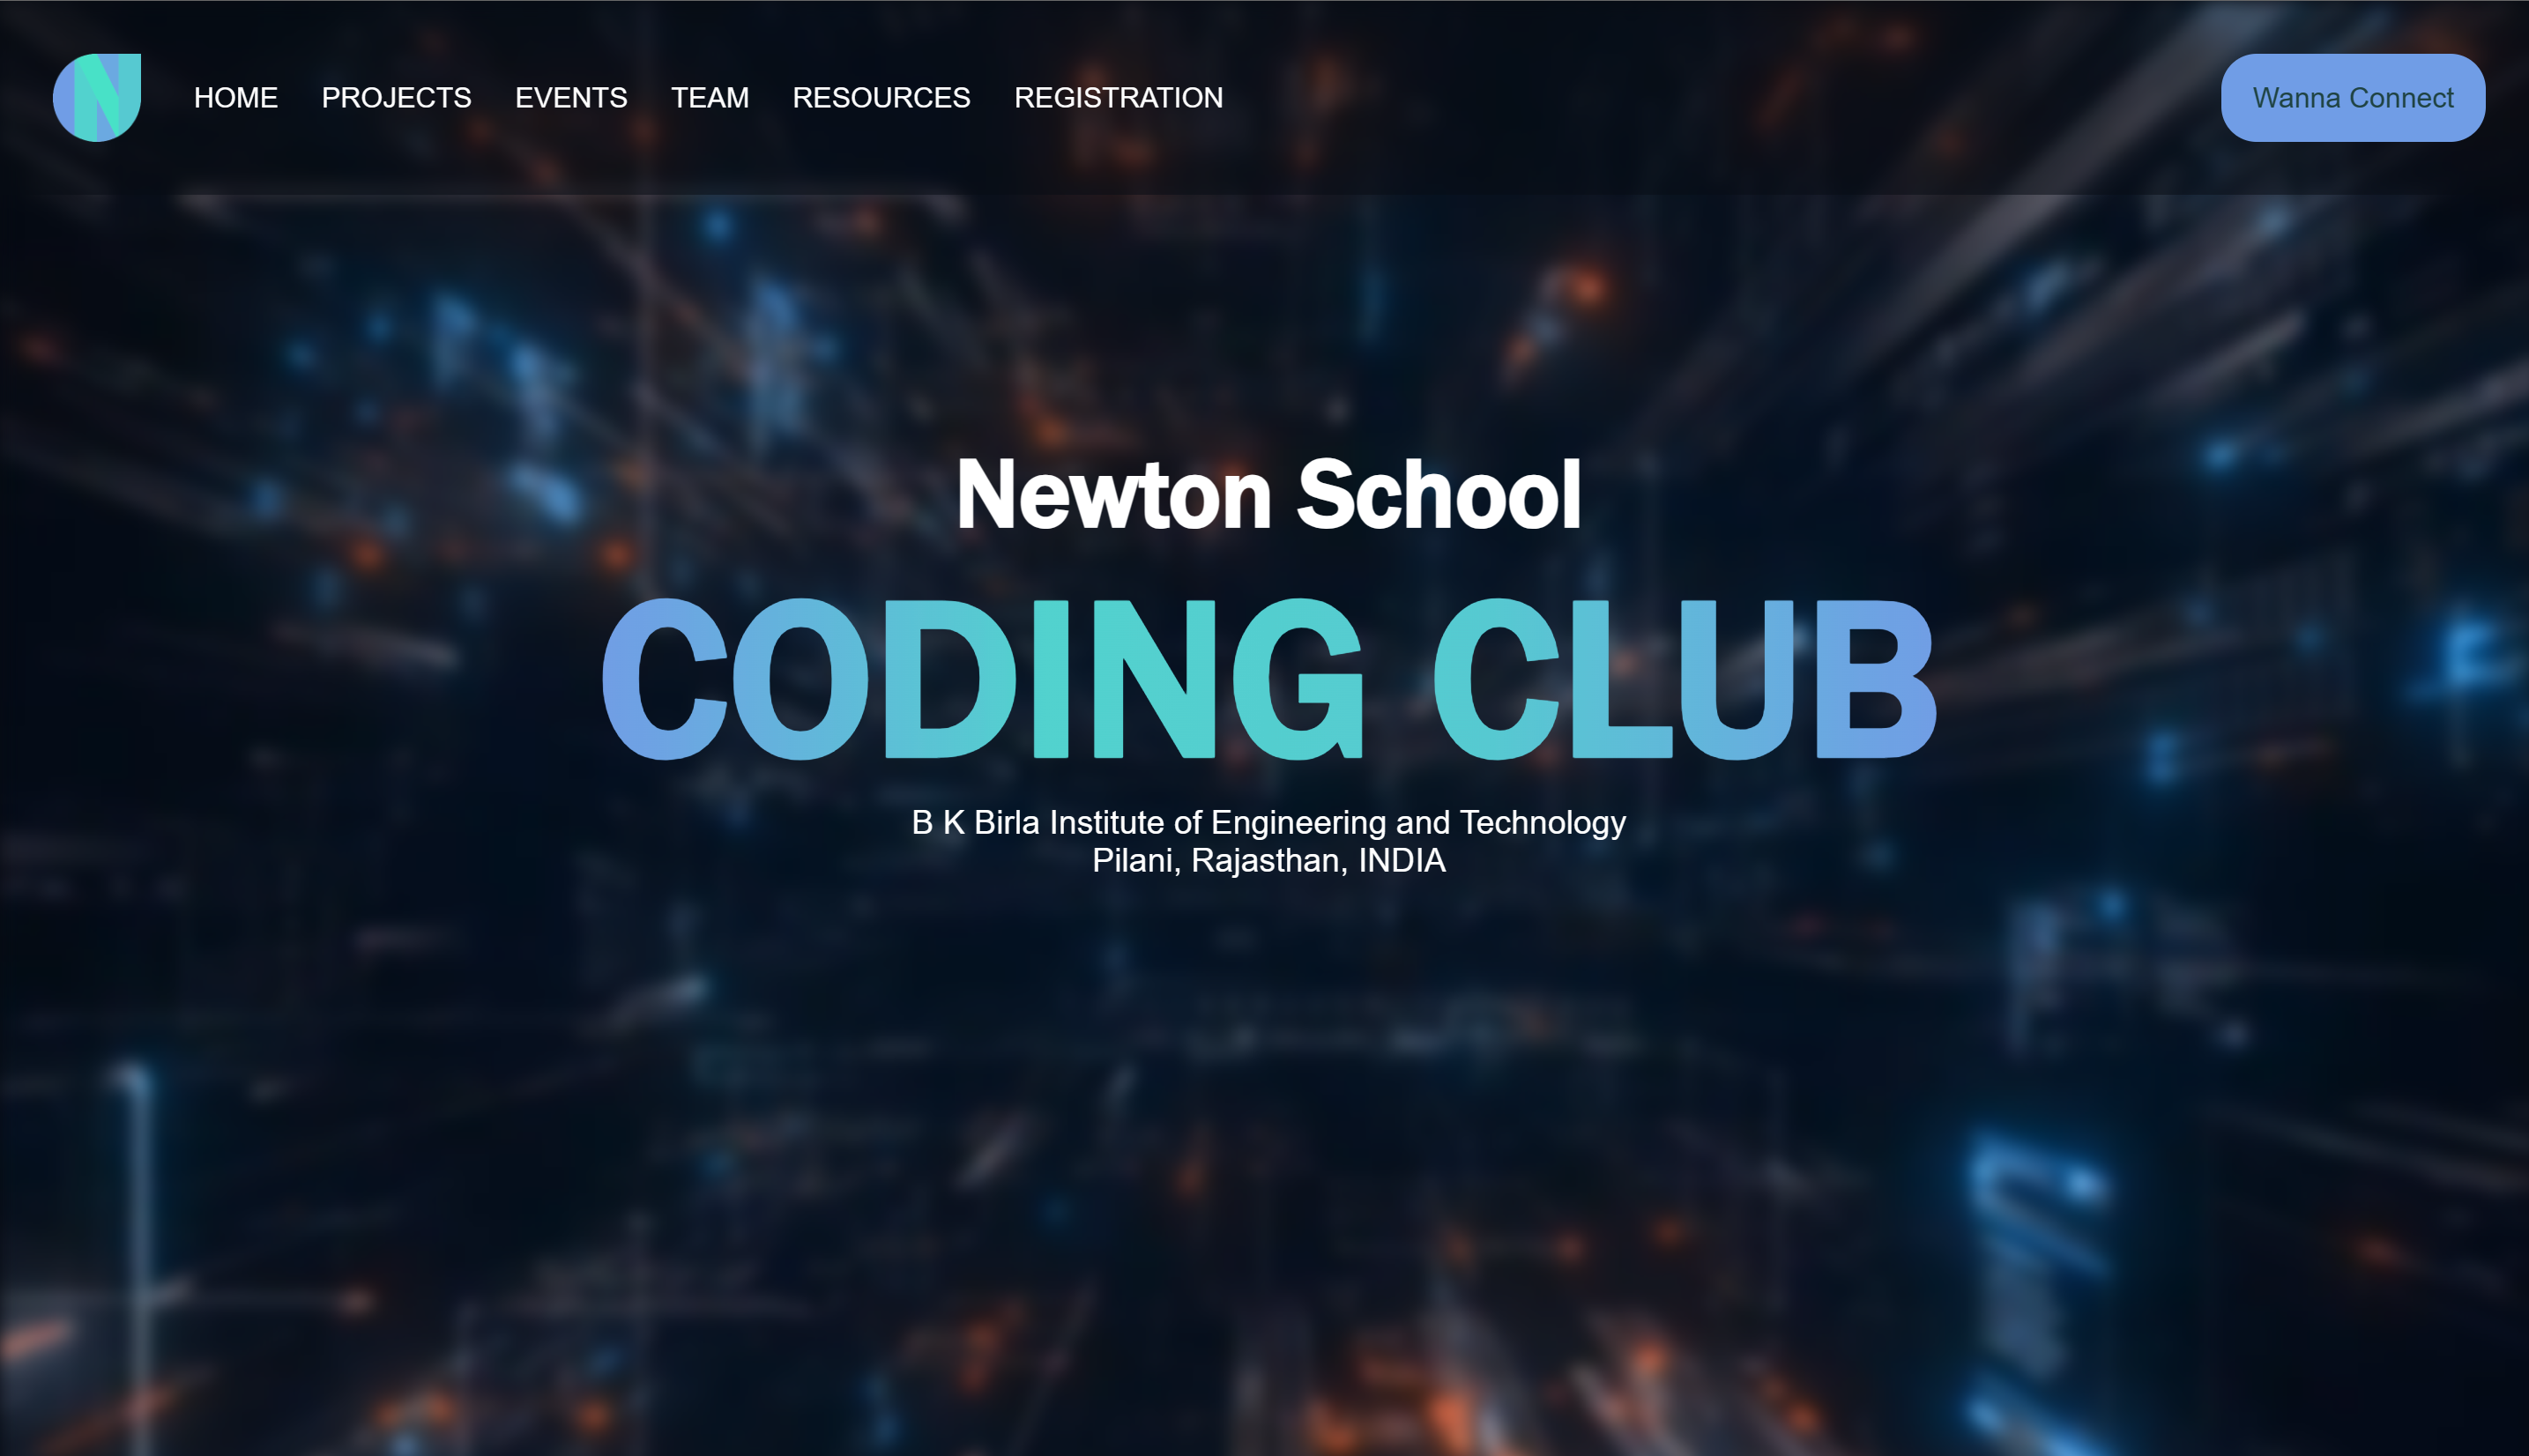 HOME PROJECTS EVENTS TEAM RESOURCES REGISTRATION Wanna Connect
Newton School
CODING CLUB
B K Birla Institute of Engineering and Technology
Pilani, Rajasthan, INDIA